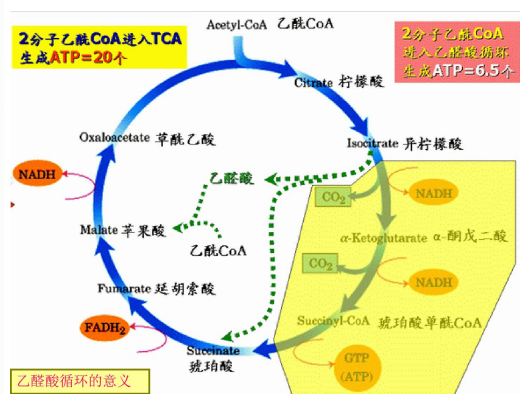 Acetyl-CoA 乙酰CoA
2分子乙酰CoA进入TCA
生成ATP=20个
2分子乙酰CoA
进入乙醛酸循环
生成ATP=6.5个
Citrate 柠檬酸
Oxaloacetate 草酰乙酸
Isocitrate 异柠檬酸
NADH
乙醛酸
CO2
NADH
Malate 苹果酸
α-Ketoglutarate α-酮戊二酸
乙酰CoA
CO2
NADH
Fumarate 延胡索酸
Succinyl-CoA 琥珀酸单酰CoA
FADH2
Succinate
琥珀酸
GTP
(ATP)
乙醛酸循环的意义